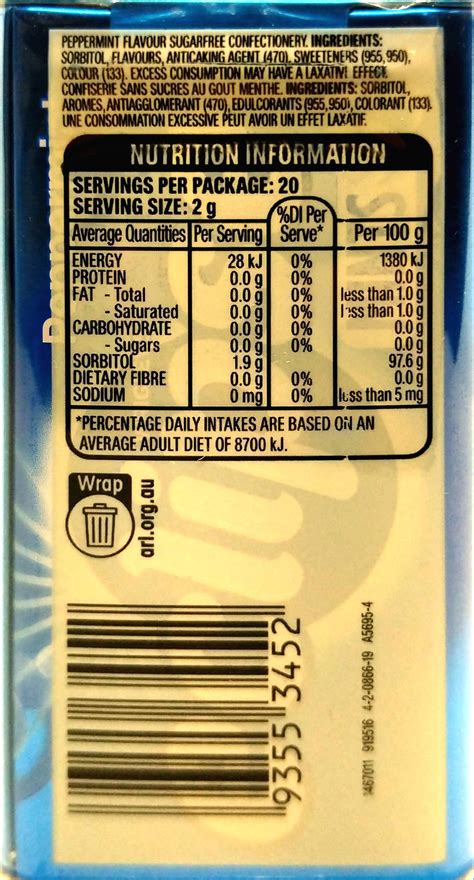 PEPPERMINT FLAVOUR SUGARFREE CONFECTIONERY. INGREDIENTS:
SORBITOL, FLAVOURS, ANTICAKING AGENT (470), SWEETENERS (955, 950),
COLOUR (133). EXCESS CONSUMPTION MAY HAVE A LAXATIVE EFFECT.
CONFISERIE SANS SUCRES AU GOUT MENTHE. INGREDIENTS: SORBITOL,
AROMES, ANTIAGGLOMERANT (470), EDULCORANTS (955, 950), COLORANT (133).
UNE CONSOMMATION EXCESSIVE PEUT AVOIR UN EFFET LAXATIF.
NUTRITION INFORMATION
SERVINGS PER PACKAGE: 20
SERVING SIZE: 2 g
Average Quantities Per Serving %DI Per Serve* Per 100 g
ENERGY 28 kJ 0% 1380 kJ
PROTEIN 0.0 g 0% 0.0 g
FAT - Total 0.0 g 0% less than 1.0 g
- Saturated 0.0 g 0% less than 1.0 g
CARBOHYDRATE 0.0 g 0% 0.0 g
- Sugars 0.0 g 0% 0.0 g
SORBITOL 1.9 g 97.6 g
DIETARY FIBRE 0.0 g 0% 0.0 g
SODIUM 0 mg 0% less than 5 mg
*PERCENTAGE DAILY INTAKES ARE BASED ON AN
AVERAGE ADULT DIET OF 8700 kJ.
Wrap
arl.org.au
9355 3452
1467011 919516 4-2-0866-19 A5695-4